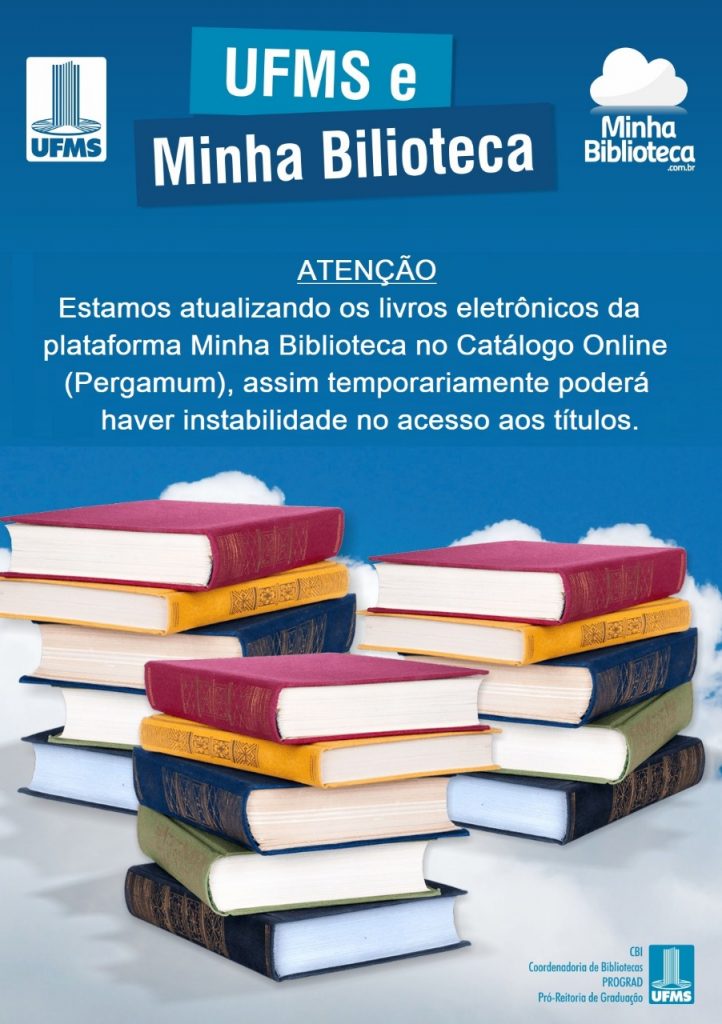 UFMS
UFMS e
Minha Bilioteca
Minha
Biblioteca
.com.br
ATENÇÃO
Estamos atualizando os livros eletrônicos da
plataforma Minha Biblioteca no Catálogo Online
(Pergamum), assim temporariamente poderá
haver instabilidade no acesso aos títulos.
CBI
Coordenadoria de Bibliotecas
PROGRAD
Pró-Reitoria de Graduação
UFMS